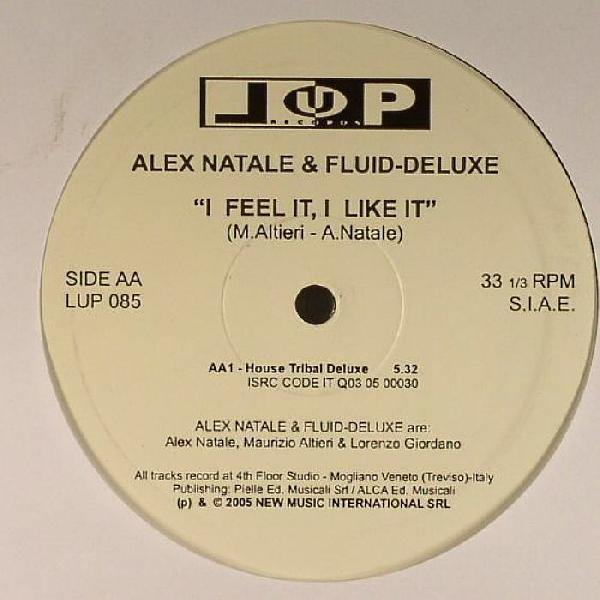 LUP
RECORDS
ALEX NATALE & FLUID-DELUXE
"I FEEL IT, I LIKE IT"
(M.Altieri - A.Natale)
SIDE AA
LUP 085
33 1/3 RPM
S.I.A.E.
AA1 - House Tribal Deluxe 5.32
ISRC CODE IT Q03 05 00030
ALEX NATALE & FLUID-DELUXE are:
Alex Natale, Maurizio Altieri & Lorenzo Giordano
All tracks record at 4th Floor Studio - Mogliano Veneto (Treviso)-Italy
Publishing: Pielle Ed. Musicali Srl / ALCA Ed. Musicali
(p) & © 2005 NEW MUSIC INTERNATIONAL SRL